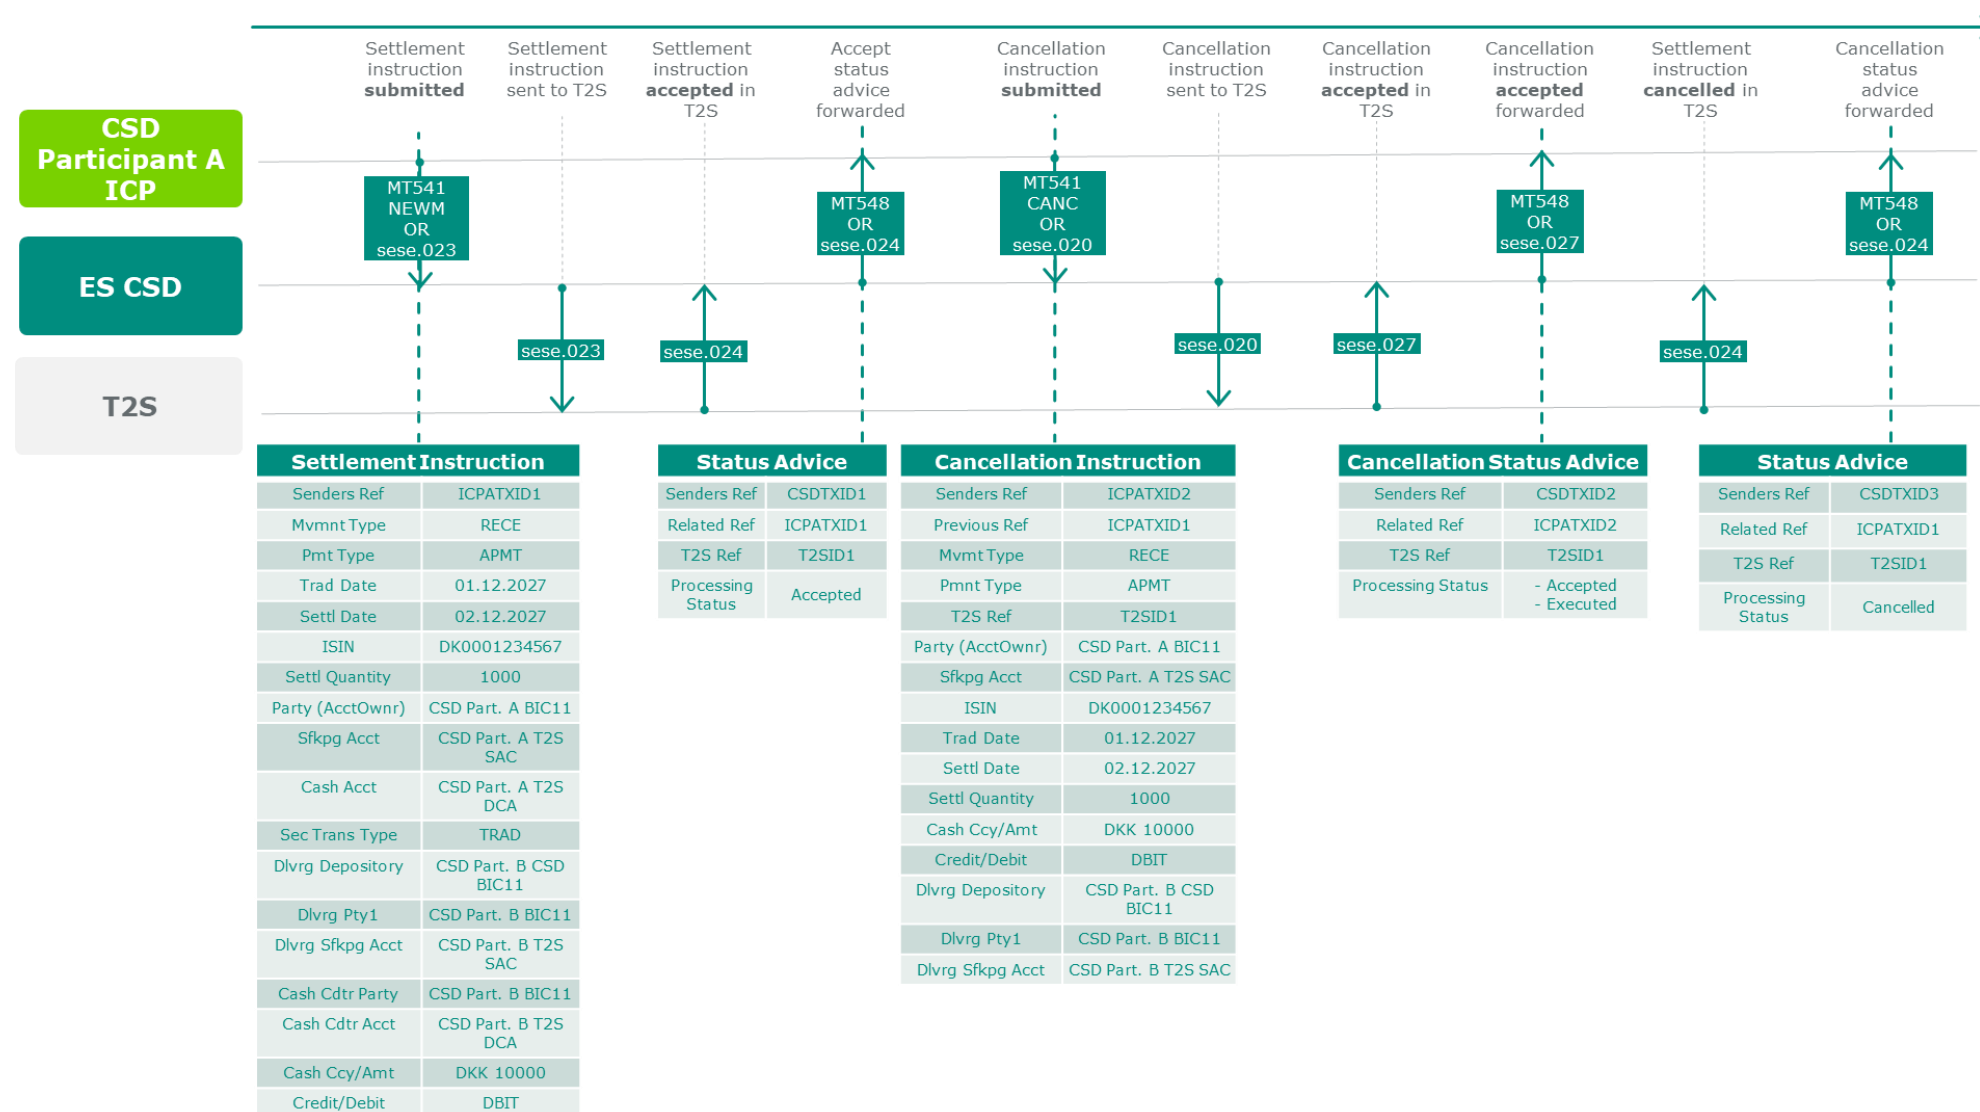 Settlement
instruction
submitted
Settlement
instruction
sent to T2S
Settlement
instruction
accepted in
T2S
Accept
status
advice
forwarded
Cancellation
instruction
submitted
Cancellation
instruction
sent to T2S
Cancellation
instruction
accepted in
T2S
Cancellation
instruction
accepted
forwarded
Settlement
instruction
cancelled in
T2S
Cancellation
status
advice
forwarded
CSD
Participant A
ICP
MT541
NEWM
OR
sese.023
MT548
OR
sese.024
MT541
CANC
OR
sese.020
MT548
OR
sese.027
MT548
OR
sese.024
ES CSD
sese.023
sese.024
sese.020
sese.027
sese.024
T2S
Settlement Instruction
Senders Ref ICPATXID1
Mvmnt Type RECE
Pmt Type APMT
Trad Date 01.12.2027
Settl Date 02.12.2027
ISIN DK0001234567
Settl Quantity 1000
Party (AcctOwnr) CSD Part. A BIC11
Sfkpg Acct CSD Part. A T2S
SAC
Cash Acct CSD Part. A T2S
DCA
Sec Trans Type TRAD
Dlvrg Depository CSD Part. B CSD
BIC11
Dlvrg Pty1 CSD Part. B BIC11
Dlvrg Sfkpg Acct CSD Part. B T2S
SAC
Cash Cdtr Party CSD Part. B BIC11
Cash Cdtr Acct CSD Part. B T2S
DCA
Cash Ccy/Amt DKK 10000
Credit/Debit DBIT
Status Advice
Senders Ref CSDTXID1
Related Ref ICPATXID1
T2S Ref T2SID1
Processing
Status Accepted
Cancellation Instruction
Senders Ref ICPATXID2
Previous Ref ICPATXID1
Mvmt Type RECE
Pmnt Type APMT
T2S Ref T2SID1
Party (AcctOwnr) CSD Part. A BIC11
Sfkpg Acct CSD Part. A T2S SAC
ISIN DK0001234567
Trad Date 01.12.2027
Settl Date 02.12.2027
Settl Quantity 1000
Cash Ccy/Amt DKK 10000
Credit/Debit DBIT
Dlvrg Depository CSD Part. B CSD
BIC11
Dlvrg Pty1 CSD Part. B BIC11
Dlvrg Sfkpg Acct CSD Part. B T2S SAC
Cancellation Status Advice
Senders Ref CSDTXID2
Related Ref ICPATXID2
T2S Ref T2SID1
Processing Status - Accepted
- Executed
Status Advice
Senders Ref CSDTXID3
Related Ref ICPATXID1
T2S Ref T2SID1
Processing
Status Cancelled